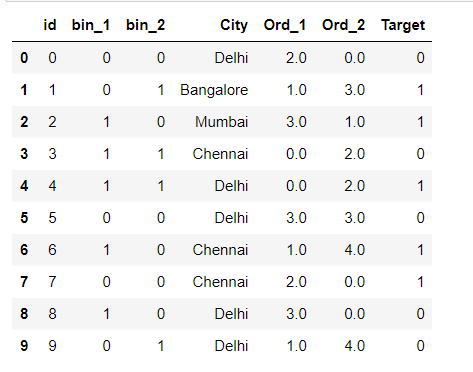 id bin_1 bin_2 City Ord_1 Ord_2 Target
0 0 0 0 Delhi 2.0 0.0 0
1 1 0 1 Bangalore 1.0 3.0 1
2 2 1 0 Mumbai 3.0 1.0 1
3 3 1 1 Chennai 0.0 2.0 0
4 4 1 1 Delhi 0.0 2.0 1
5 5 0 0 Delhi 3.0 3.0 0
6 6 1 0 Chennai 1.0 4.0 1
7 7 0 0 Chennai 2.0 0.0 1
8 8 1 0 Delhi 3.0 0.0 0
9 9 0 1 Delhi 1.0 4.0 0